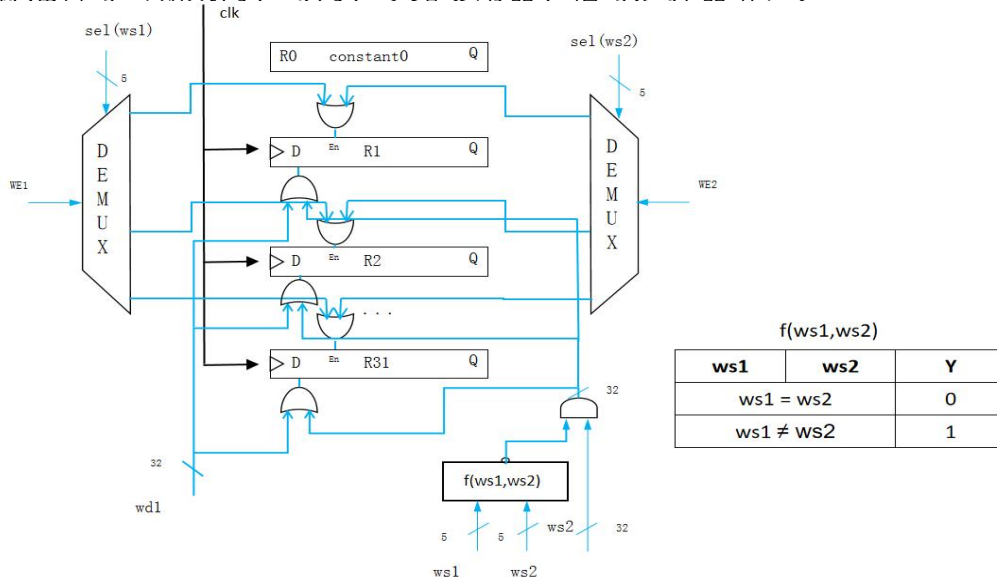 clk
sel(ws1)
sel(ws2)
5
5
R0 constant0 Q
D En R1 Q
DEMUX
DEMUX
WE1
WE2
D En R2 Q
...
D En R31 Q
f(ws1,ws2)
ws1 ws2 Y
ws1 = ws2 0
ws1 ≠ ws2 1
32
32
f(ws1,ws2)
wd1
5
5
ws2
32
ws1
ws2